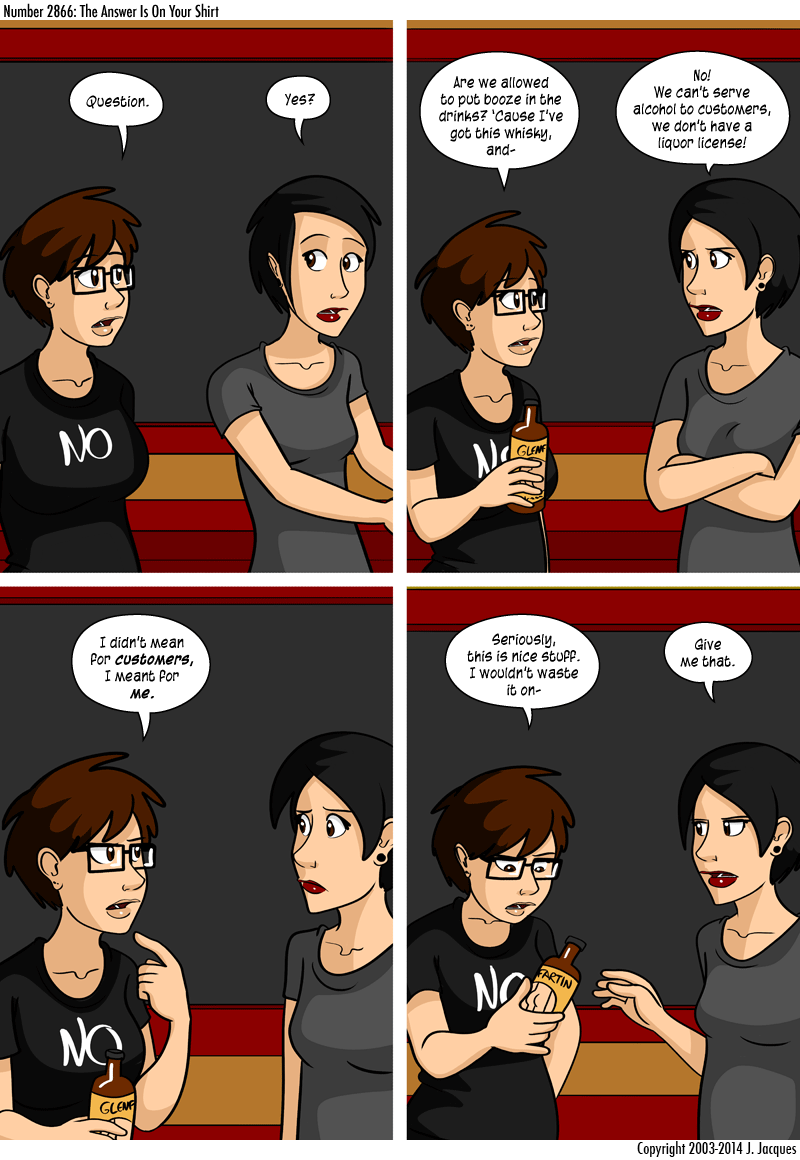 Number 2866: The Answer Is On Your Shirt
Question.
Yes?
NO
Are we allowed
to put booze in the
drinks? 'Cause I've
got this whisky,
and-
No!
We can't serve
alcohol to customers,
we don't have a
liquor license!
GLENF
I didn't mean
for customers,
I meant for
me.
NO
GLENF
Seriously,
this is nice stuff.
I wouldn't waste
it on-
Give
me that.
NO
FARTIN
Copyright 2003-2014 J. Jacques